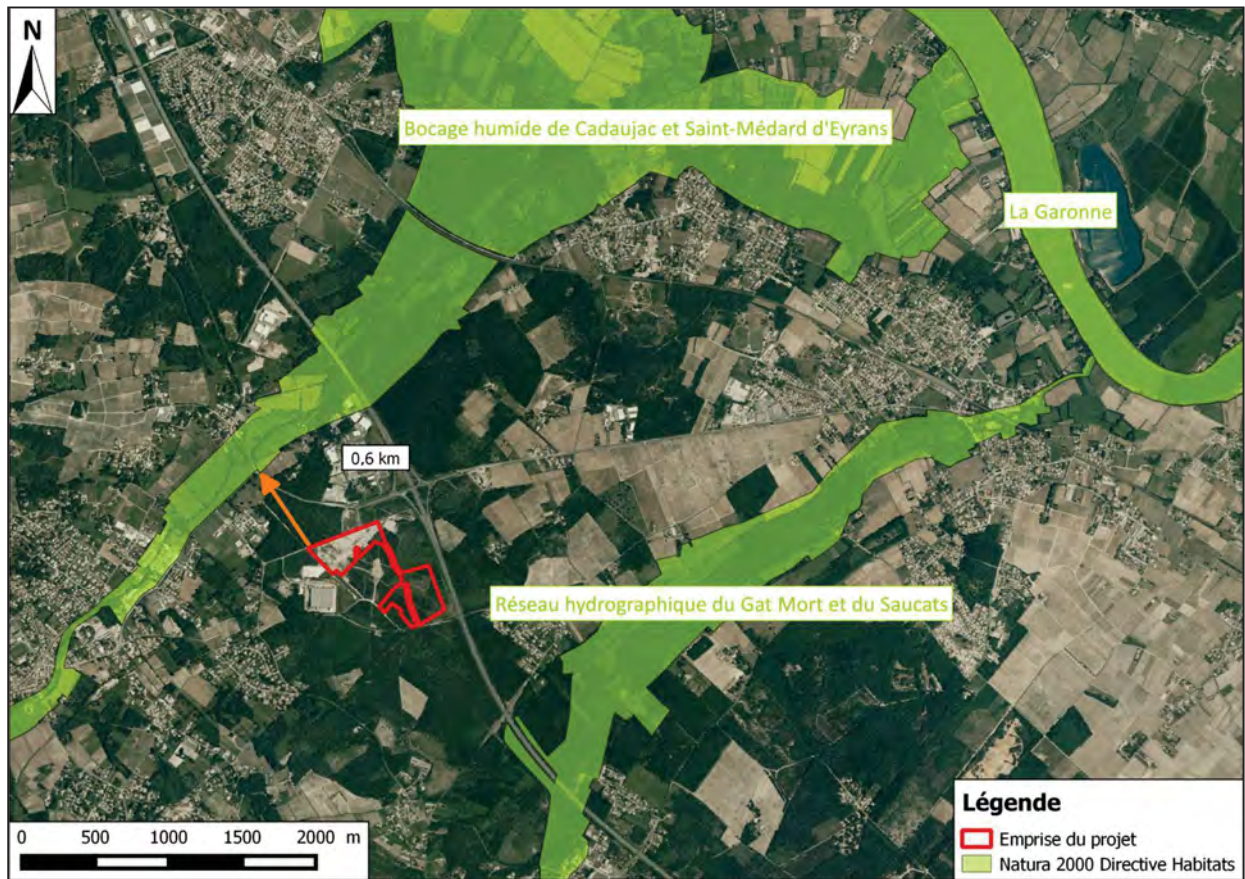 N
Bocage humide de Cadaujac et Saint-Médard d'Eyrans
La Garonne
0,6 km
Réseau hydrographique du Gat Mort et du Saucats
Légende
Emprise du projet
Natura 2000 Directive Habitats
0 500 1000 1500 2000 m